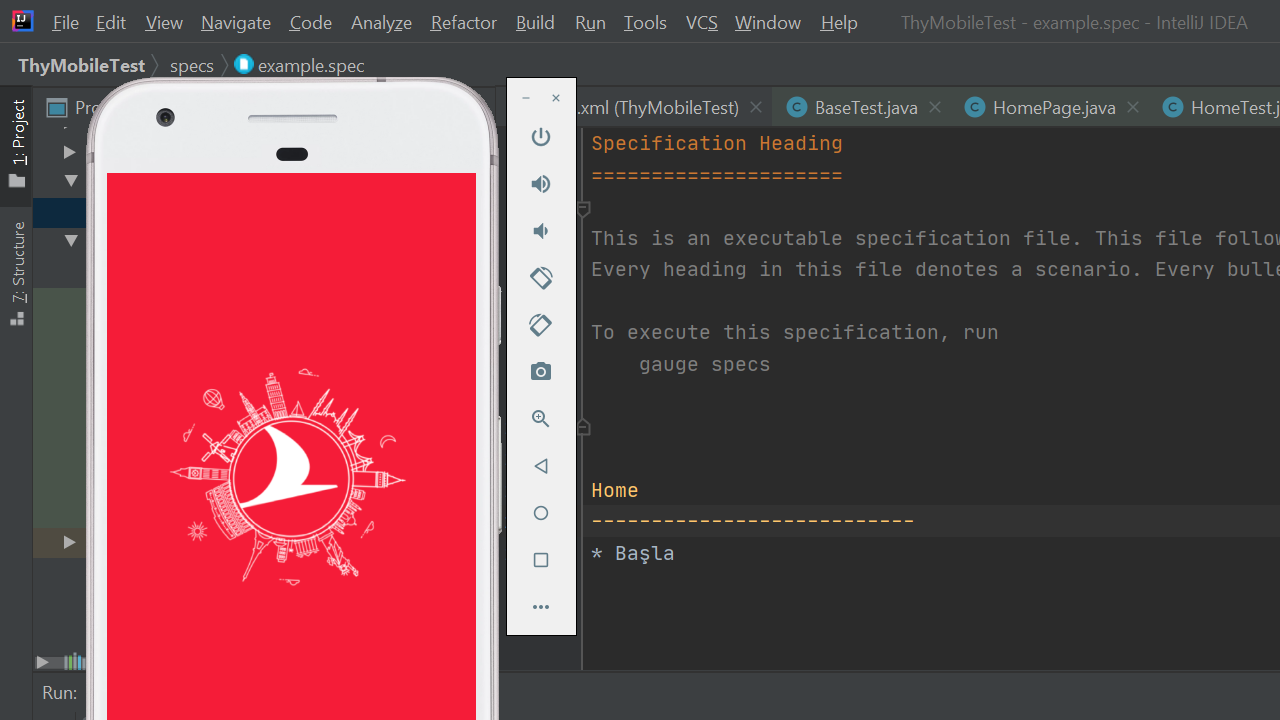 File Edit View Navigate Code Analyze Refactor Build Run Tools VCS Window Help ThyMobileTest - example.spec - IntelliJ IDEA
ThyMobileTest specs example.spec
1: Project
7: Structure
.xml (ThyMobileTest) BaseTest.java HomePage.java HomeTest.j
Specification Heading
=====================
This is an executable specification file. This file follow
Every heading in this file denotes a scenario. Every bulle
To execute this specification, run
gauge specs
Home
---------------------------
* Başla
Run: